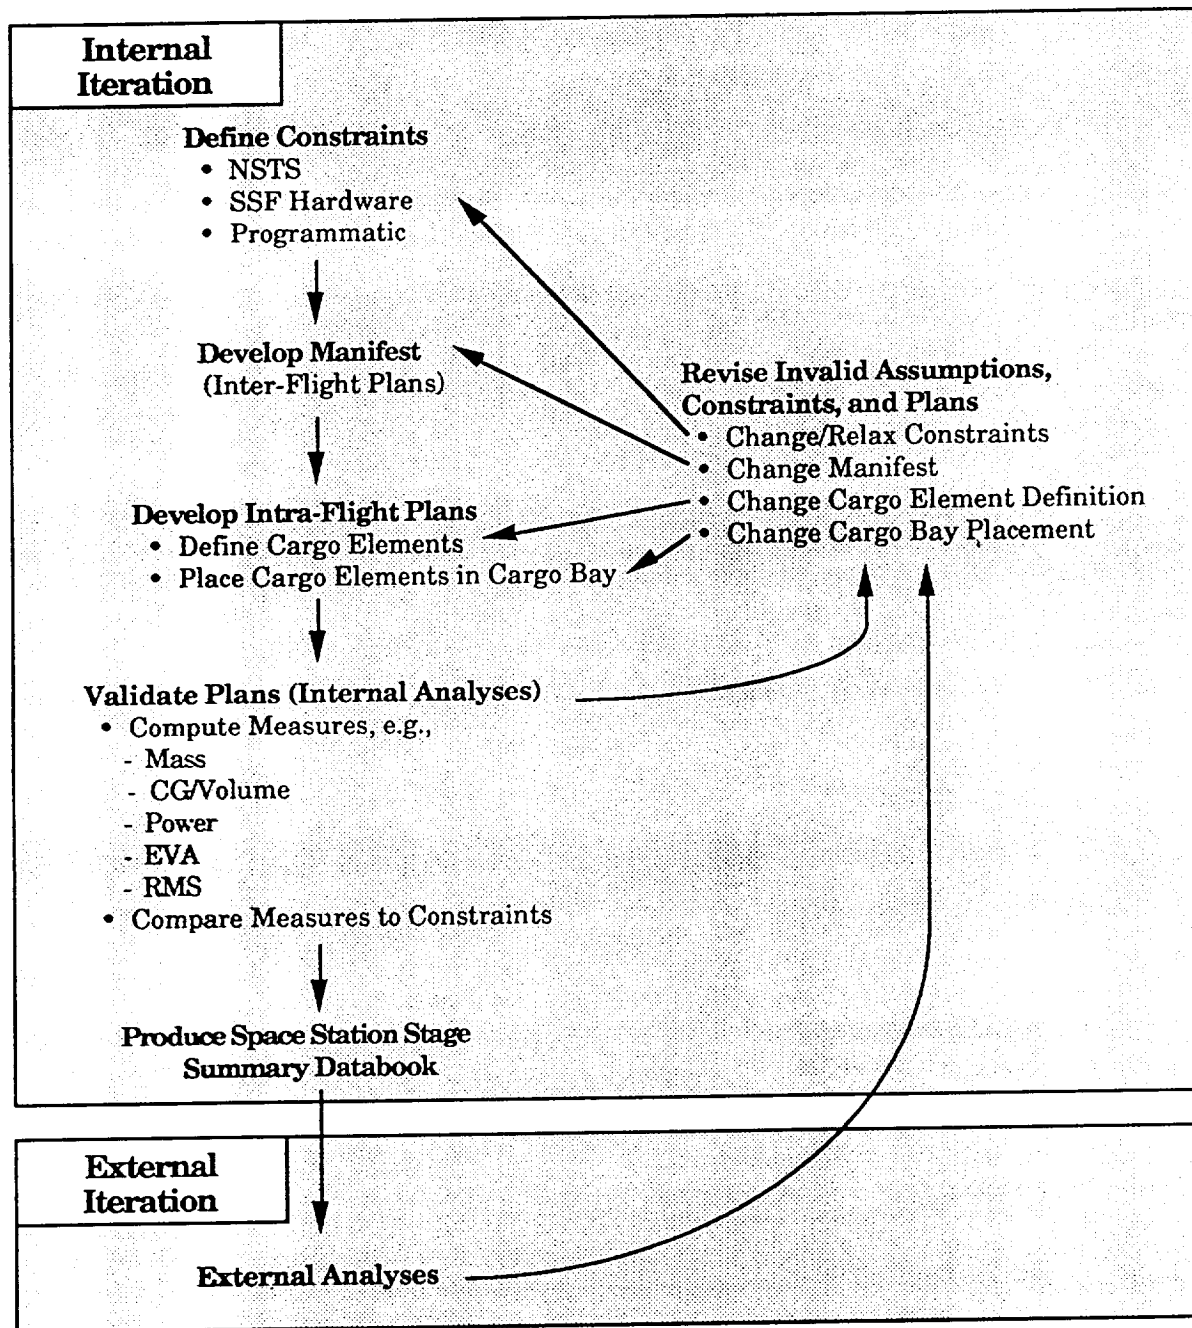 Internal
Iteration
Define Constraints
• NSTS
• SSF Hardware
• Programmatic
Develop Manifest
(Inter-Flight Plans)
Revise Invalid Assumptions,
Constraints, and Plans
• Change/Relax Constraints
• Change Manifest
• Change Cargo Element Definition
• Change Cargo Bay Placement
Develop Intra-Flight Plans
• Define Cargo Elements
• Place Cargo Elements in Cargo Bay
Validate Plans (Internal Analyses)
• Compute Measures, e.g.,
- Mass
- CG/Volume
- Power
- EVA
- RMS
• Compare Measures to Constraints
Produce Space Station Stage
Summary Databook
External
Iteration
External Analyses